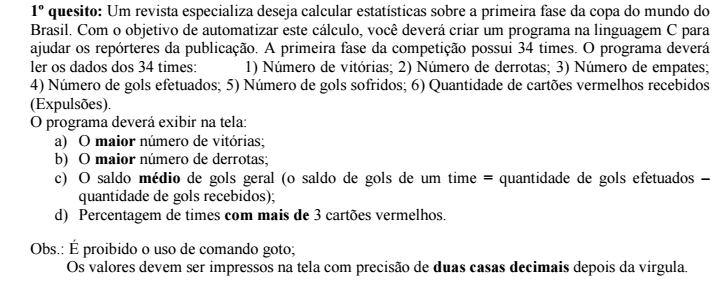 1º quesito: Um revista especializa deseja calcular estatísticas sobre a primeira fase da copa do mundo do
Brasil. Com o objetivo de automatizar este cálculo, você deverá criar um programa na linguagem C para
ajudar os repórteres da publicação. A primeira fase da competição possui 34 times. O programa deverá
ler os dados dos 34 times: 1) Número de vitórias; 2) Número de derrotas; 3) Número de empates;
4) Número de gols efetuados; 5) Número de gols sofridos; 6) Quantidade de cartões vermelhos recebidos
(Expulsões).
O programa deverá exibir na tela:
a) O maior número de vitórias;
b) O maior número de derrotas;
c) O saldo médio de gols geral (o saldo de gols de um time = quantidade de gols efetuados –
quantidade de gols recebidos);
d) Percentagem de times com mais de 3 cartões vermelhos.
Obs.: É proibido o uso de comando goto;
Os valores devem ser impressos na tela com precisão de duas casas decimais depois da virgula.